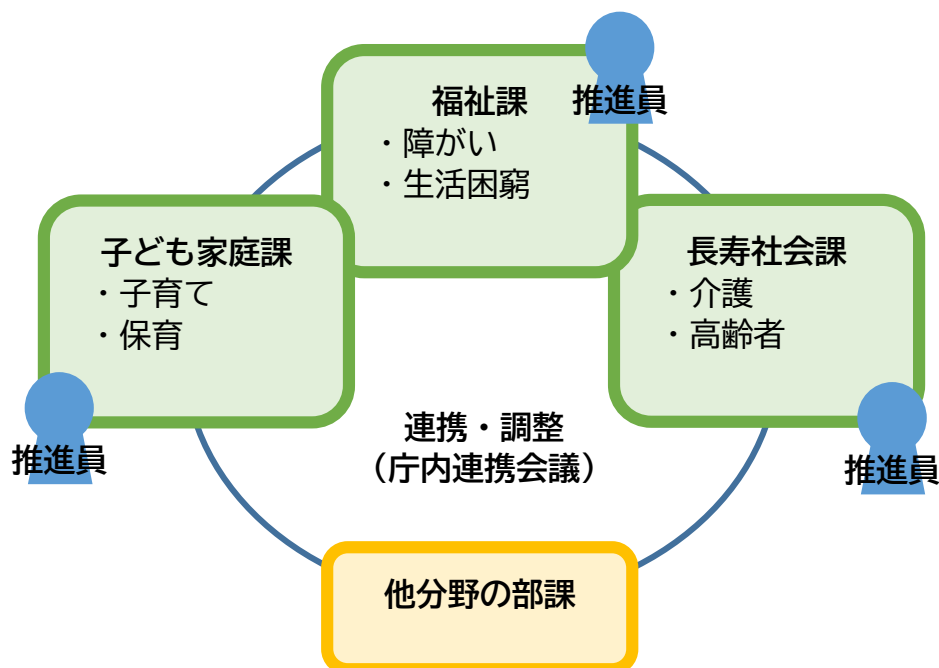 福祉課
・障がい
・生活困窮
推進員
子ども家庭課
・子育て
・保育
推進員
長寿社会課
・介護
・高齢者
推進員
連携・調整
（庁内連携会議）
他分野の部課